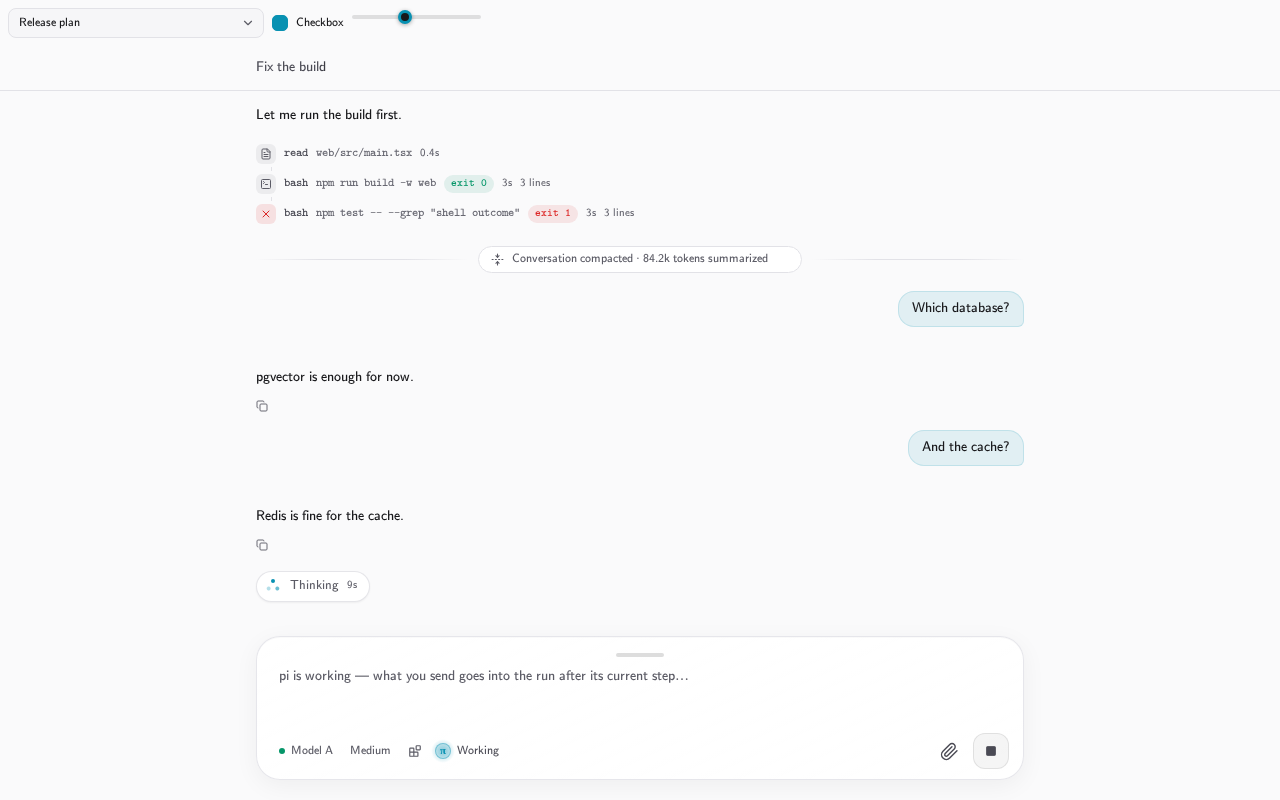 Release plan
Checkbox
Fix the build
Let me run the build first.
read web/src/main.tsx 0.4s
bash npm run build -w web exit 0 3s 3 lines
bash npm test -- --grep "shell outcome" exit 1 3s 3 lines
Conversation compacted · 84.2k tokens summarized
Which database?
pgvector is enough for now.
And the cache?
Redis is fine for the cache.
Thinking 9s
pi is working — what you send goes into the run after its current step…
Model A Medium π Working